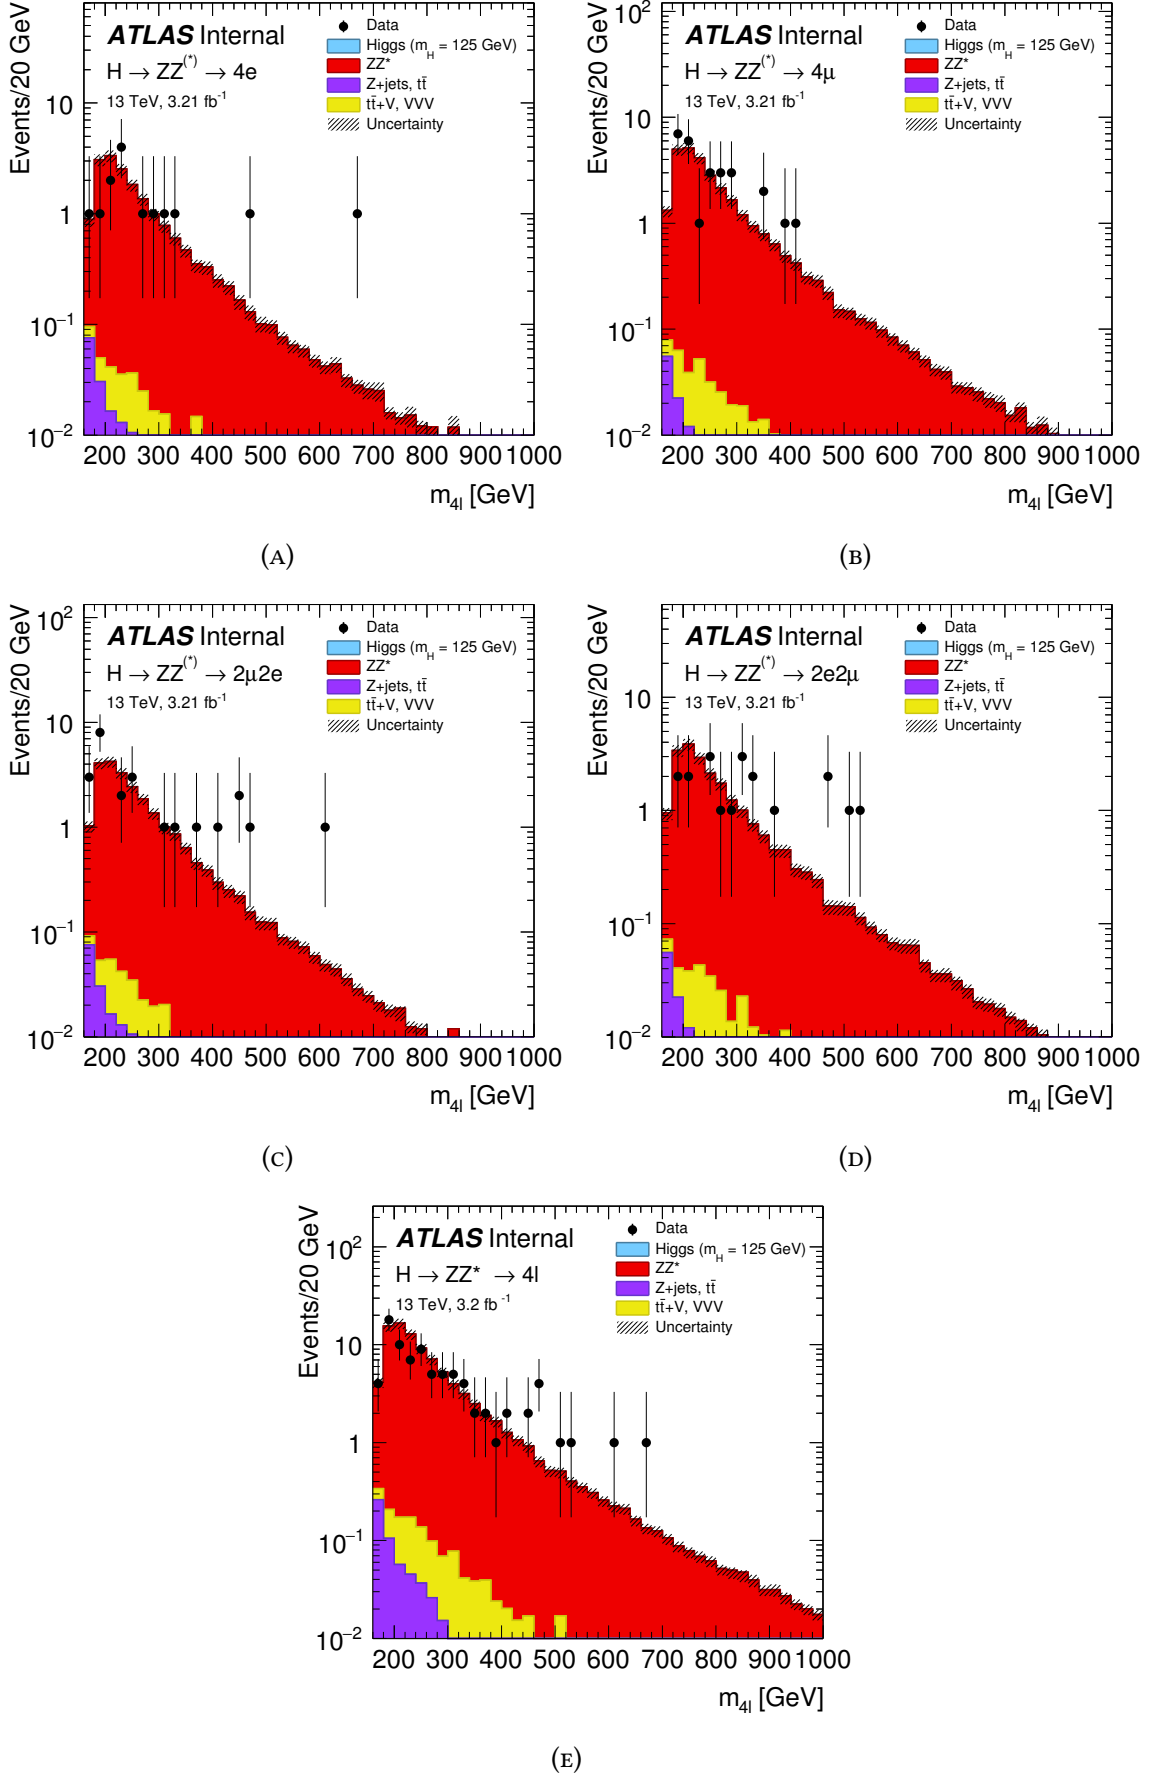 Events/20 GeV
ATLAS Internal
H → ZZ(*) → 4e
13 TeV, 3.21 fb-1
Data
Higgs (mH = 125 GeV)
ZZ*
Z+jets, tt̄
tt̄+V, VVV
Uncertainty
10
1
10−1
10−2
200 300 400 500 600 700 800 900 1000
m4l [GeV]
(A)
Events/20 GeV
ATLAS Internal
H → ZZ(*) → 4μ
13 TeV, 3.21 fb-1
Data
Higgs (mH = 125 GeV)
ZZ*
Z+jets, tt̄
tt̄+V, VVV
Uncertainty
102
10
1
10−1
10−2
200 300 400 500 600 700 800 900 1000
m4l [GeV]
(B)
Events/20 GeV
ATLAS Internal
H → ZZ(*) → 2μ2e
13 TeV, 3.21 fb-1
Data
Higgs (mH = 125 GeV)
ZZ*
Z+jets, tt̄
tt̄+V, VVV
Uncertainty
102
10
1
10−1
10−2
200 300 400 500 600 700 800 900 1000
m4l [GeV]
(C)
Events/20 GeV
ATLAS Internal
H → ZZ(*) → 2e2μ
13 TeV, 3.21 fb-1
Data
Higgs (mH = 125 GeV)
ZZ*
Z+jets, tt̄
tt̄+V, VVV
Uncertainty
10
1
10−1
10−2
200 300 400 500 600 700 800 900 1000
m4l [GeV]
(D)
Events/20 GeV
ATLAS Internal
H → ZZ* → 4l
13 TeV, 3.2 fb-1
Data
Higgs (mH = 125 GeV)
ZZ*
Z+jets, tt̄
tt̄+V, VVV
Uncertainty
102
10
1
10−1
10−2
200 300 400 500 600 700 800 900 1000
m4l [GeV]
(E)